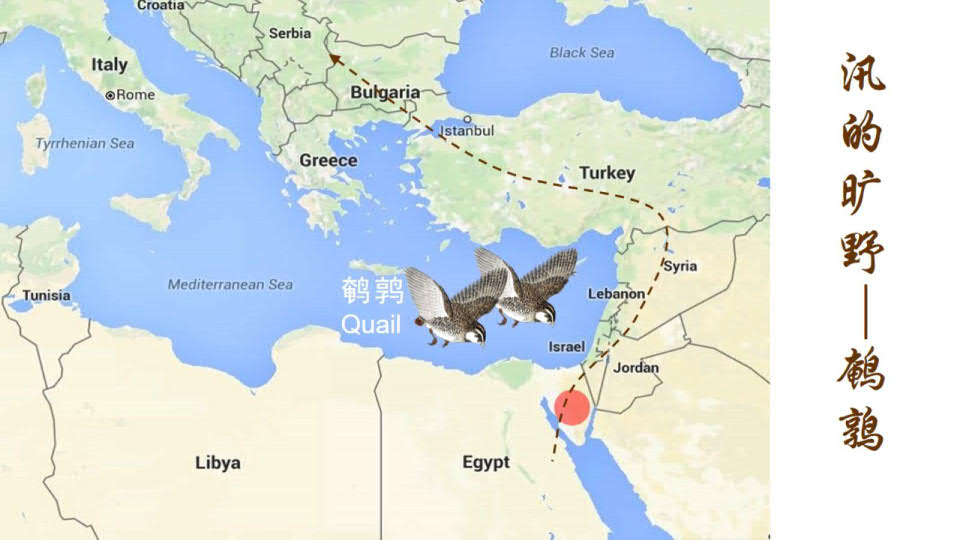 Croatia
Serbia
Black Sea
Italy
Rome
Bulgaria
Istanbul
Tyrrhenian Sea
Greece
Turkey
Syria
Mediterranean Sea
鹌鹑
Quail
Tunisia
Lebanon
Israel
Jordan
Libya
Egypt
汛的旷野—鹌鹑